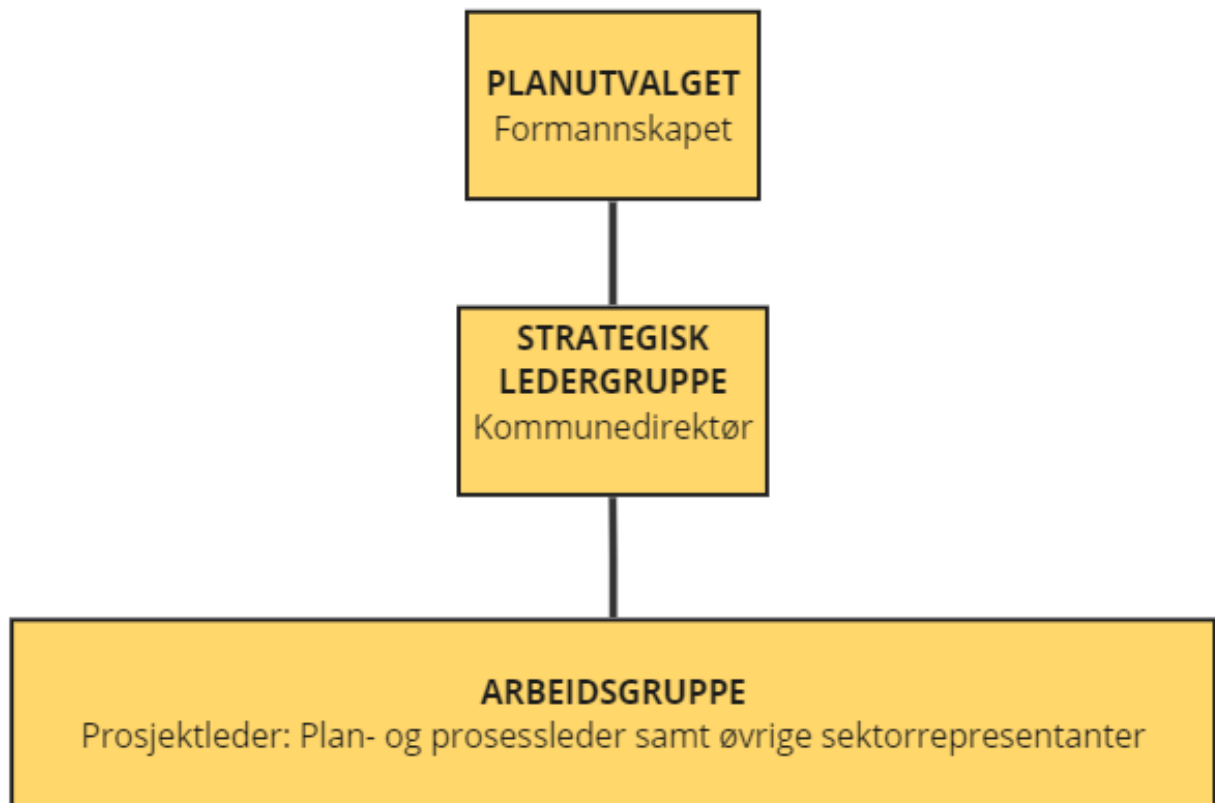 PLANUTVALGET
Formannskapet
STRATEGISK
LEDERGRUPPE
Kommunedirektør
ARBEIDSGRUPPE
Prosjektleder: Plan- og prosessleder samt øvrige sektorrepresentanter